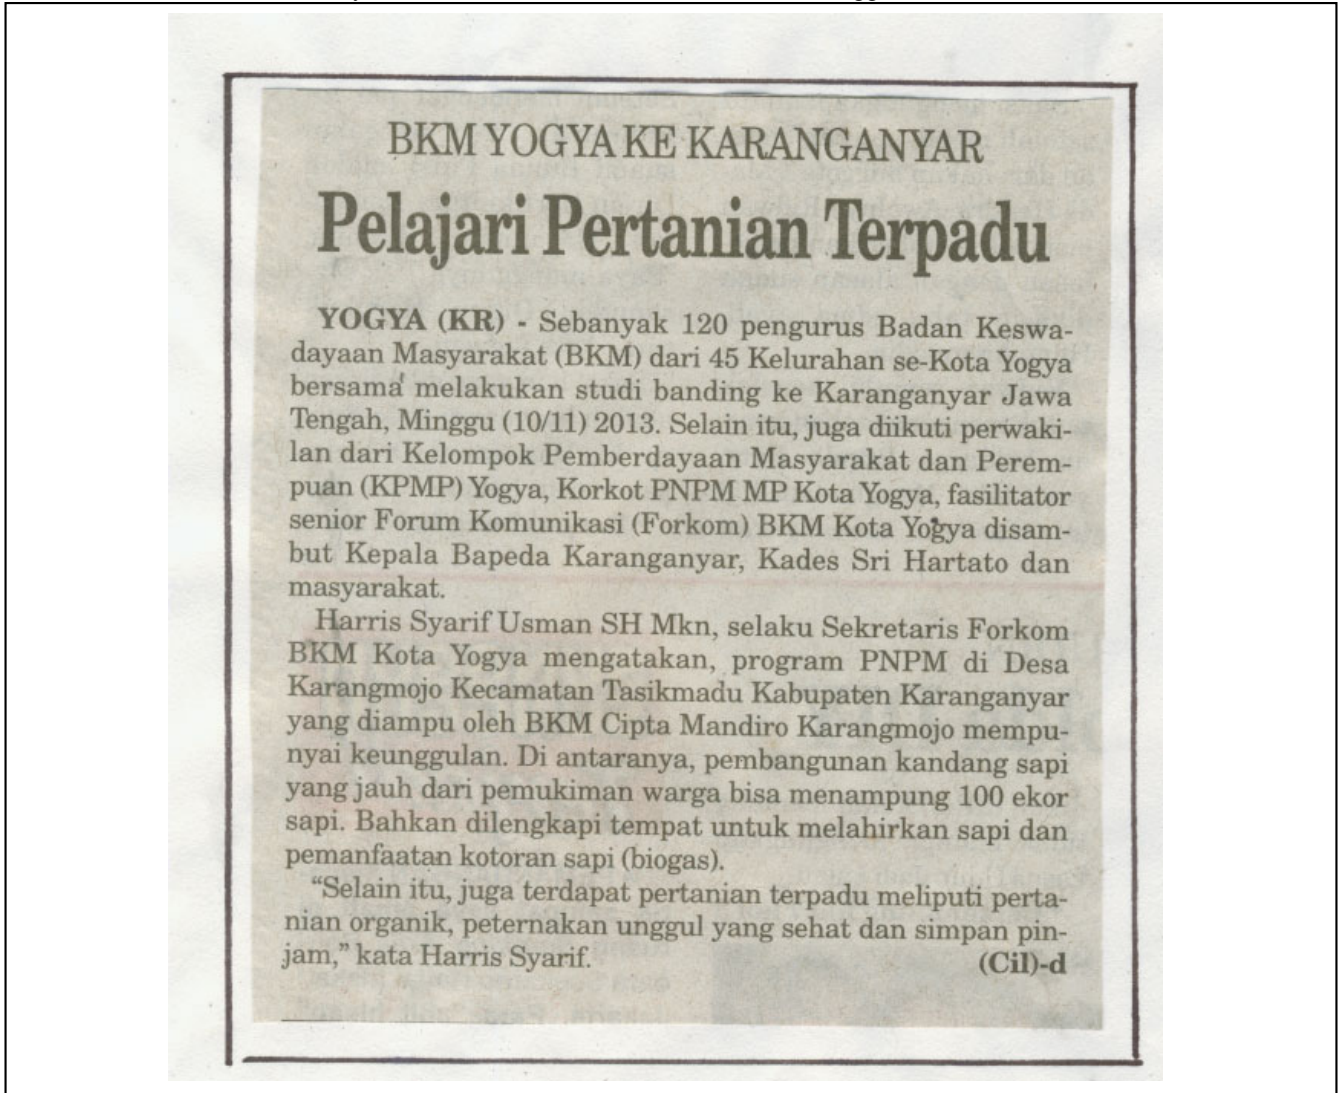 BKM YOGYA KE KARANGANYAR
Pelajari Pertanian Terpadu
YOGYA (KR) - Sebanyak 120 pengurus Badan Keswa-
dayaan Masyarakat (BKM) dari 45 Kelurahan se-Kota Yogya
bersama melakukan studi banding ke Karanganyar Jawa
Tengah, Minggu (10/11) 2013. Selain itu, juga diikuti perwaki-
lan dari Kelompok Pemberdayaan Masyarakat dan Perem-
puan (KPMP) Yogya, Korkot PNPM MP Kota Yogya, fasilitator
senior Forum Komunikasi (Forkom) BKM Kota Yogya disam-
but Kepala Bapeda Karanganyar, Kades Sri Hartato dan
masyarakat.
Harris Syarif Usman SH Mkn, selaku Sekretaris Forkom
BKM Kota Yogya mengatakan, program PNPM di Desa
Karangmojo Kecamatan Tasikmadu Kabupaten Karanganyar
yang diampu oleh BKM Cipta Mandiro Karangmojo mempu-
nyai keunggulan. Di antaranya, pembangunan kandang sapi
yang jauh dari pemukiman warga bisa menampung 100 ekor
sapi. Bahkan dilengkapi tempat untuk melahirkan sapi dan
pemanfaatan kotoran sapi (biogas).
"Selain itu, juga terdapat pertanian terpadu meliputi perta-
nian organik, peternakan unggul yang sehat dan simpan pin-
jam," kata Harris Syarif. (Cil)-d